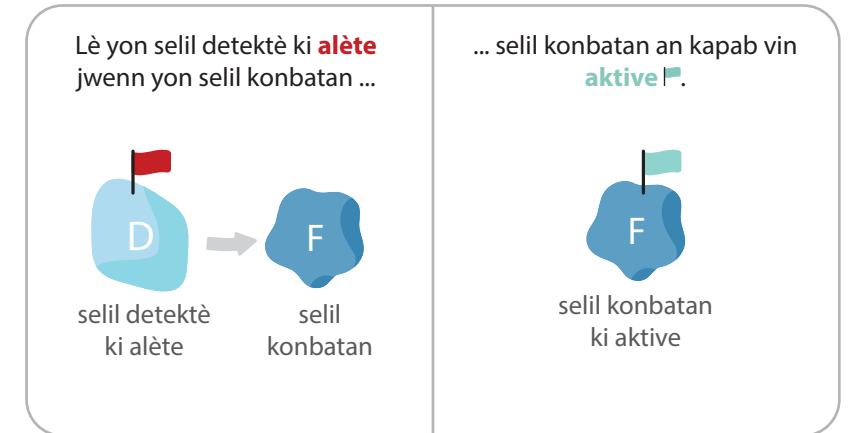 Lè yon selil detektè ki alète
jwenn yon selil konbatan ...
D
F
selil detektè
ki alète
selil
konbatan
... selil konbatan an kapab vin
aktive .
F
selil konbatan
ki aktive